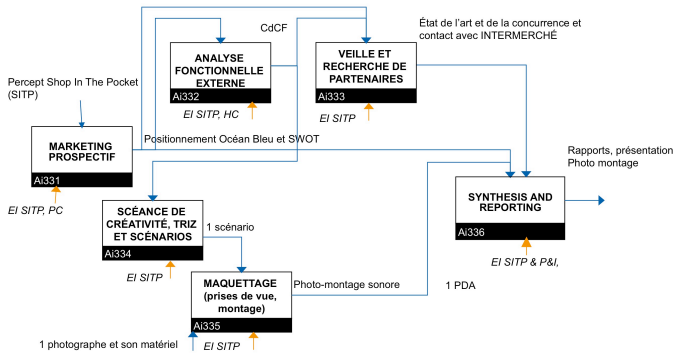 CdCF
État de l'art et de la concurrence et
contact avec INTERMERCHÉ
ANALYSE
FONCTIONNELLE
EXTERNE
Ai332
EI SITP, HC
VEILLE ET
RECHERCHE DE
PARTENAIRES
Ai333
EI SITP
Percept Shop In The Pocket
(SITP)
MARKETING
PROSPECTIF
Ai331
EI SITP, PC
Positionnement Océan Bleu et SWOT
Rapports, présentation
Photo montage
SYNTHESIS AND
REPORTING
Ai336
EI SITP & P&I,
SCÉANCE DE
CRÉATIVITÉ, TRIZ
ET SCÉNARIOS
Ai334
EI SITP
1 scénario
MAQUETTAGE
(prises de vue,
montage)
Ai335
Photo-montage sonore
1 PDA
1 photographe et son matériel
EI SITP